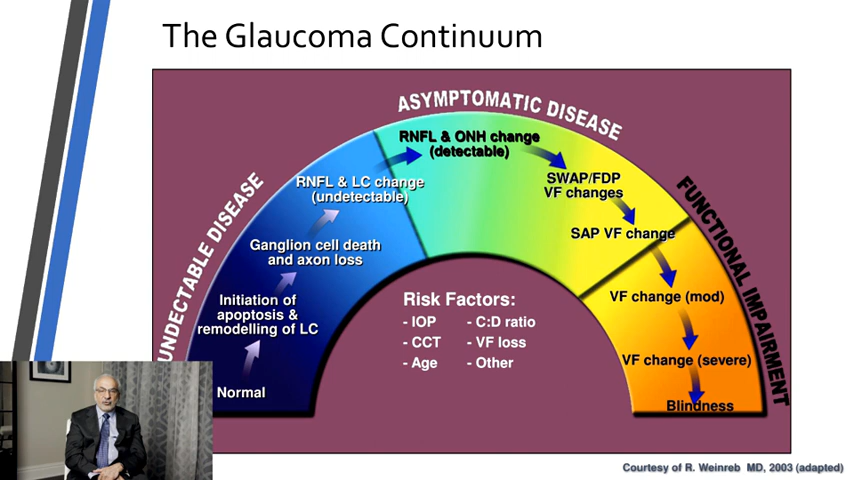 The Glaucoma Continuum
UNDECTABLE DISEASE
ASYMPTOMATIC DISEASE
FUNCTIONAL IMPAIRMENT
Normal
Initiation of
apoptosis &
remodelling of LC
Ganglion cell death
and axon loss
RNFL & LC change
(undetectable)
RNFL & ONH change
(detectable)
SWAP/FDP
VF changes
SAP VF change
VF change (mod)
VF change (severe)
Blindness
Risk Factors:
- IOP - C:D ratio
- CCT - VF loss
- Age - Other
Courtesy of R. Weinreb MD, 2003 (adapted)